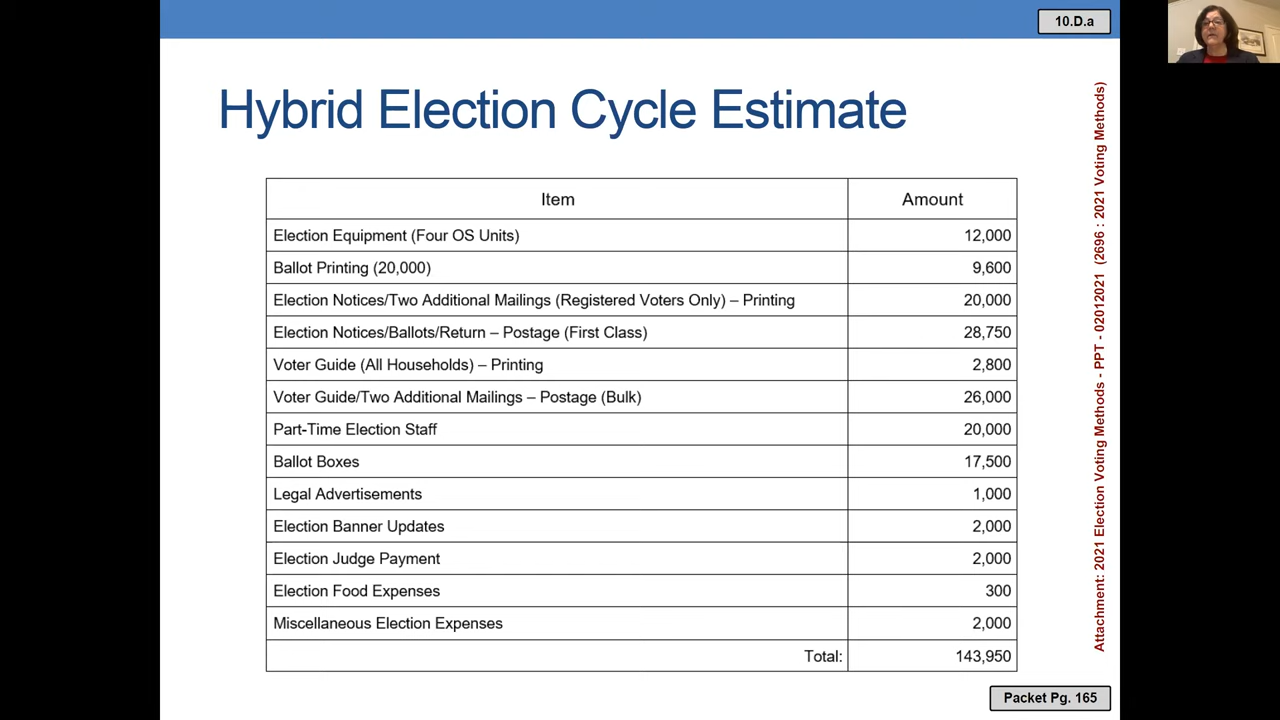 10.D.a
Hybrid Election Cycle Estimate
Item Amount
Election Equipment (Four OS Units) 12,000
Ballot Printing (20,000) 9,600
Election Notices/Two Additional Mailings (Registered Voters Only) – Printing 20,000
Election Notices/Ballots/Return – Postage (First Class) 28,750
Voter Guide (All Households) – Printing 2,800
Voter Guide/Two Additional Mailings – Postage (Bulk) 26,000
Part-Time Election Staff 20,000
Ballot Boxes 17,500
Legal Advertisements 1,000
Election Banner Updates 2,000
Election Judge Payment 2,000
Election Food Expenses 300
Miscellaneous Election Expenses 2,000
Total: 143,950
Attachment: 2021 Election Voting Methods - PPT - 02012021 (2696 : 2021 Voting Methods)
Packet Pg. 165